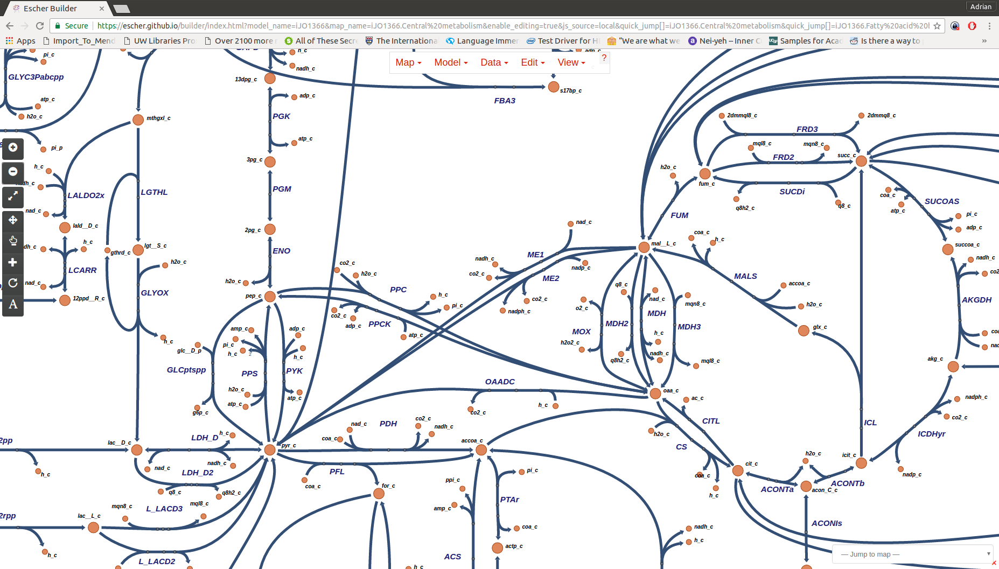 Escher Builder
Adrian
Secure https://escher.github.io/builder/index.html?model_name=iJO1366&map_name=iJO1366.Central%20metabolism&enable_editing=true&js_source=local&quick_jump[]=iJO1366.Central%20metabolism&quick_jump[]=iJO1366.Fatty%20acid%20
Apps Import_To_Mend UW Libraries Pro Over 2100 more All of These Secre The Internationa Language Immer Test Driver for “We are what we Nei-yeh – Inner Samples for Acad Is there a way to »
Map Model Data Edit View ?
pi_c h_c
GLYC3Pabcpp nadh_c
13dpg_c
s17bp_c
FBA3
atp_c adp_c
h2o_c mthgxl_c PGK 2dmmql8_c 2dmmq8_c
FRD3
atp_c
pi_p mql8_c mqn8_c
3pg_c FRD2 succ_c
h_c h2o_c
fum_c
LALDO2x LGTHL PGM SUCDi
coa_c SUCOAS
q8h2_c q8_c atp_c
nad_c FUM pi_c
lald__D_c 2pg_c nad_c adp_c
coa_c h_c
h_c lgt__S_c mal__L_c succoa_c
gthrd_c ENO ME1
nadh_c nadh_c
h2o_c co2_c nadp_c
LCARR co2_c h2o_c MALS
nad_c h2o_c ME2 q8_c accoa_c
GLYOX PPC
12ppd__R_c pep_c h_c co2_c nad_c AKGDH
pi_c nadph_c o2_c mqn8_c h2o_c
co2_c MDH
adp_c PPCK MDH2 MDH3 glx_c
amp_c adp_c MOX h_c
h_c pi_c atp_c h2o2_c
glc__D_p h_c 2 h_c nadh_c
q8h2_c mql8_c akg_c
GLCptspp PPS PYK
OAADC oaa_c
h2o_c ac_c nadph_c
atp_c atp_c h_c
g6p_c co2_c co2_c
CITL ICL
nad_c PDH co2_c nadh_c
LDH_D h_c coa_c h2o_c ICDHyr
lac__D_c pyr_c accoa_c CS
h2o_c icit_c
nadh_c cit_c
nad_c PFL pi_c nadp_c
h_c LDH_D2 ppi_c coa_c
coa_c for_c ACONTb
q8_c q8h2_c ACONTa acon_C_c
h_c
PTAr
mqn8_c L_LACD3 mql8_c amp_c
lac__L_c ACONIs
coa_c nadh_c
h_c
actp_c
h_c ACS
L_LACD2 h_c
— Jump to map —